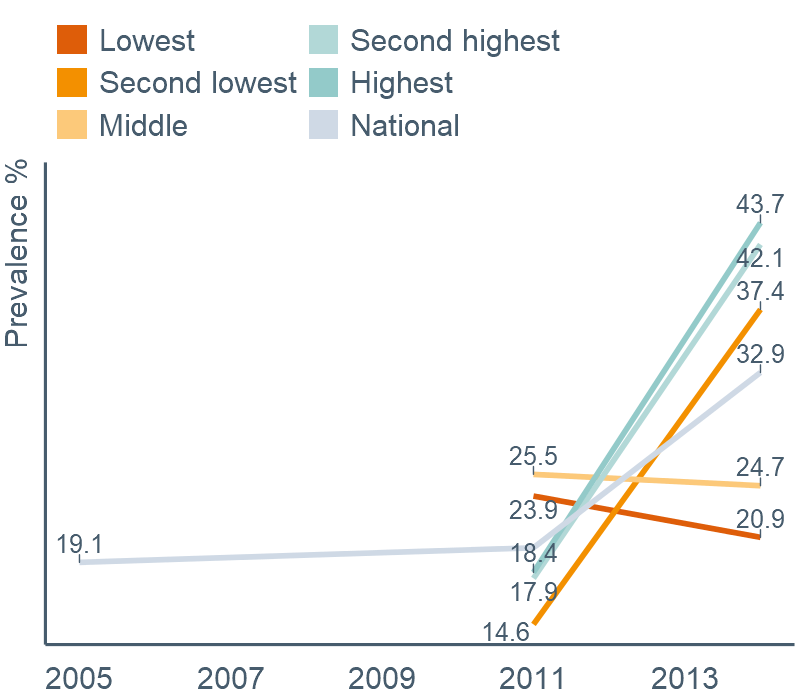 Lowest
Second lowest
Middle
Second highest
Highest
National
Prevalence %
43.7
42.1
37.4
32.9
25.5
24.7
23.9
20.9
19.1
18.4
17.9
14.6
2005 2007 2009 2011 2013